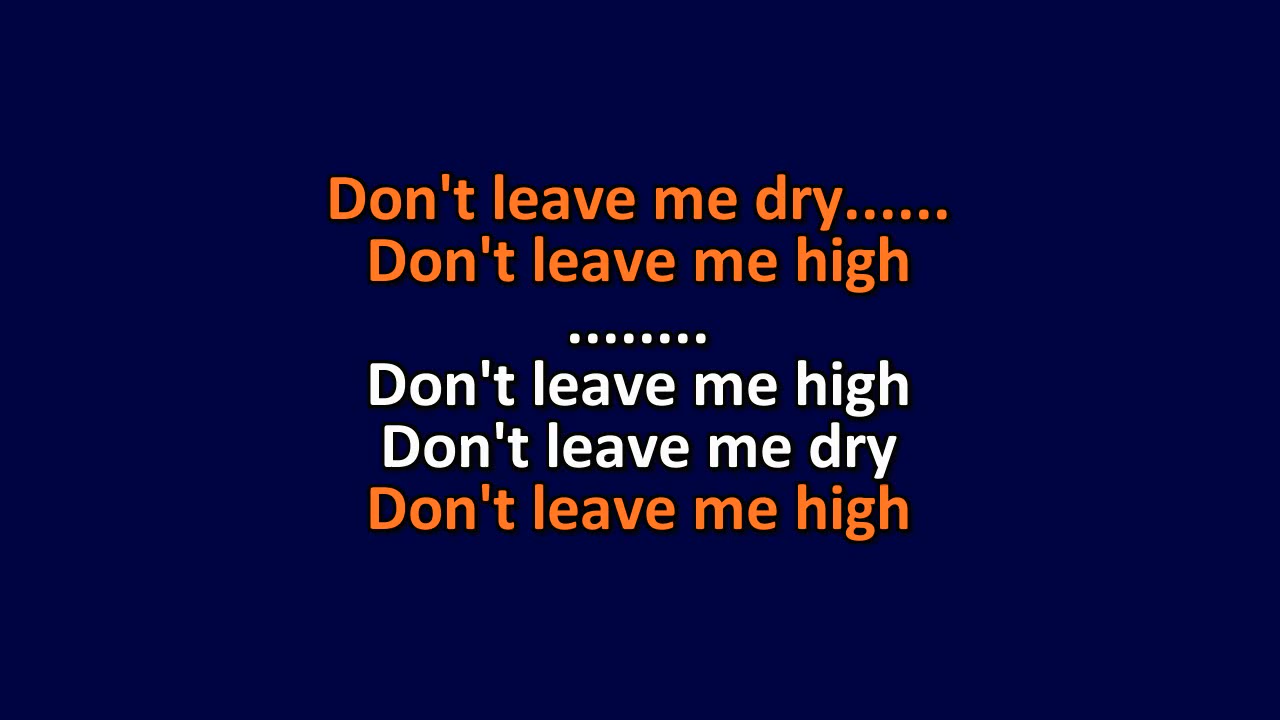 Don't leave me dry......
Don't leave me high
........
Don't leave me high
Don't leave me dry
Don't leave me high